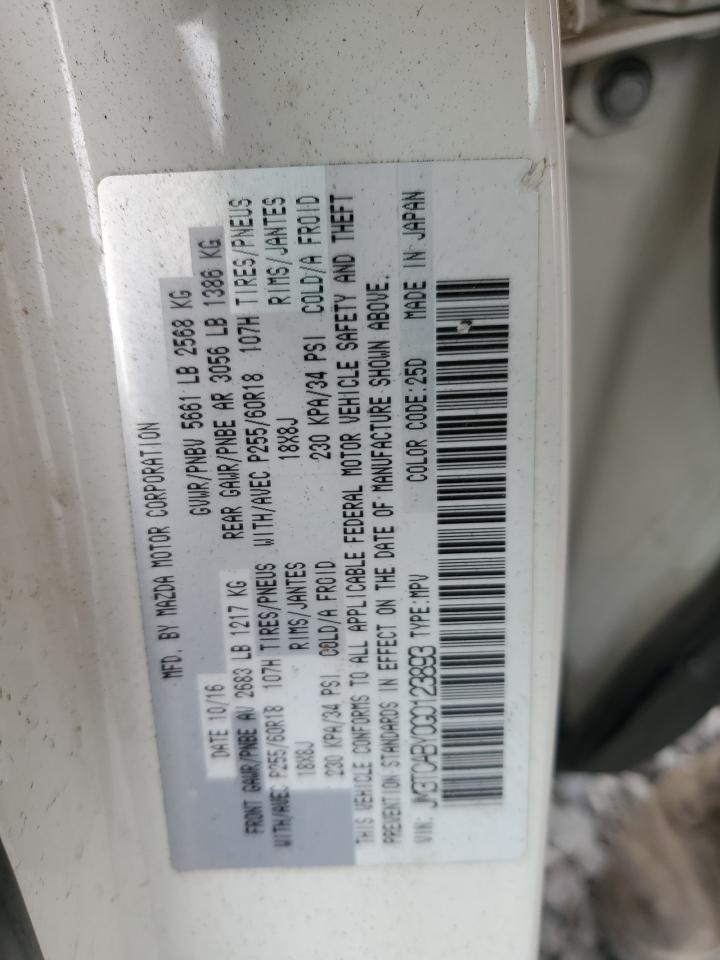 MFD. BY MAZDA MOTOR CORPORATION
DATE 10/16 GVWR/PNBV 5661 LB 2568 KG
FRONT GAWR/PNBE AV 2683 LB 1217 KG REAR GAWR/PNBE AR 3056 LB 1386 KG
WITH/AVEC P255/60R18 107H TIRES/PNEUS WITH/AVEC P255/60R18 107H TIRES/PNEUS
18X8J RIMS/JANTES 18X8J RIMS/JANTES
230 KPA/34 PSI COLD/A FROID 230 KPA/34 PSI COLD/A FROID
THIS VEHICLE CONFORMS TO ALL APPLICABLE FEDERAL MOTOR VEHICLE SAFETY AND THEFT
PREVENTION STANDARDS IN EFFECT ON THE DATE OF MANUFACTURE SHOWN ABOVE.
VIN: JM3TCABY0G0123893 TYPE:MPV COLOR CODE:25D MADE IN JAPAN